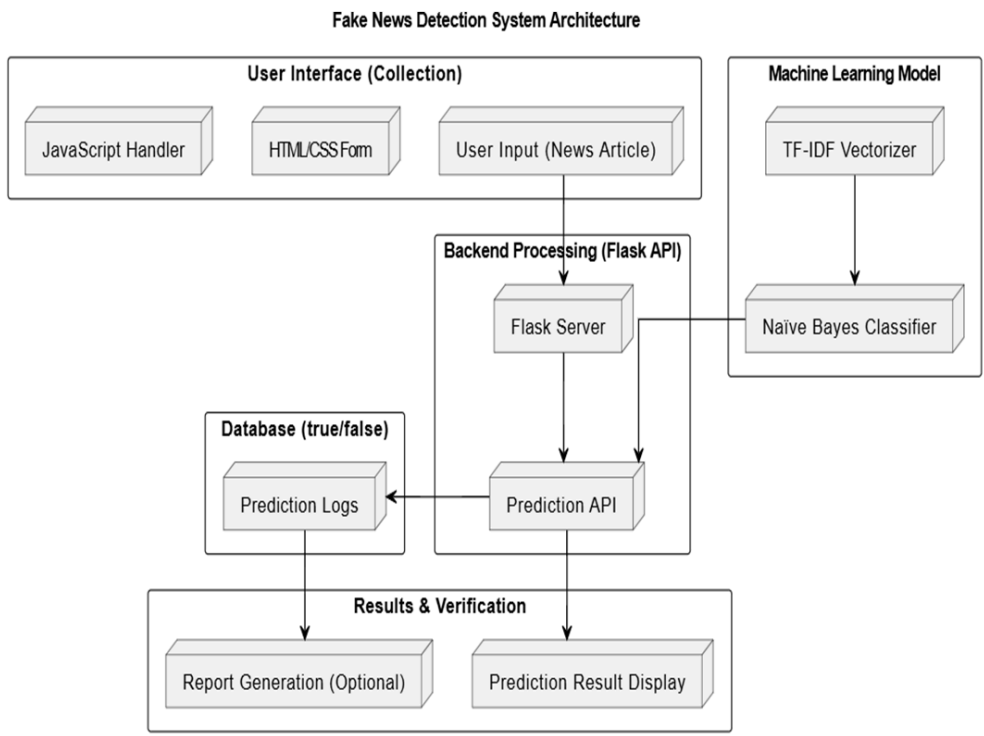 Fake News Detection System Architecture
User Interface (Collection)
JavaScript Handler
HTML/CSS Form
User Input (News Article)
Machine Learning Model
TF-IDF Vectorizer
Naïve Bayes Classifier
Backend Processing (Flask API)
Flask Server
Prediction API
Database (true/false)
Prediction Logs
Results & Verification
Report Generation (Optional)
Prediction Result Display